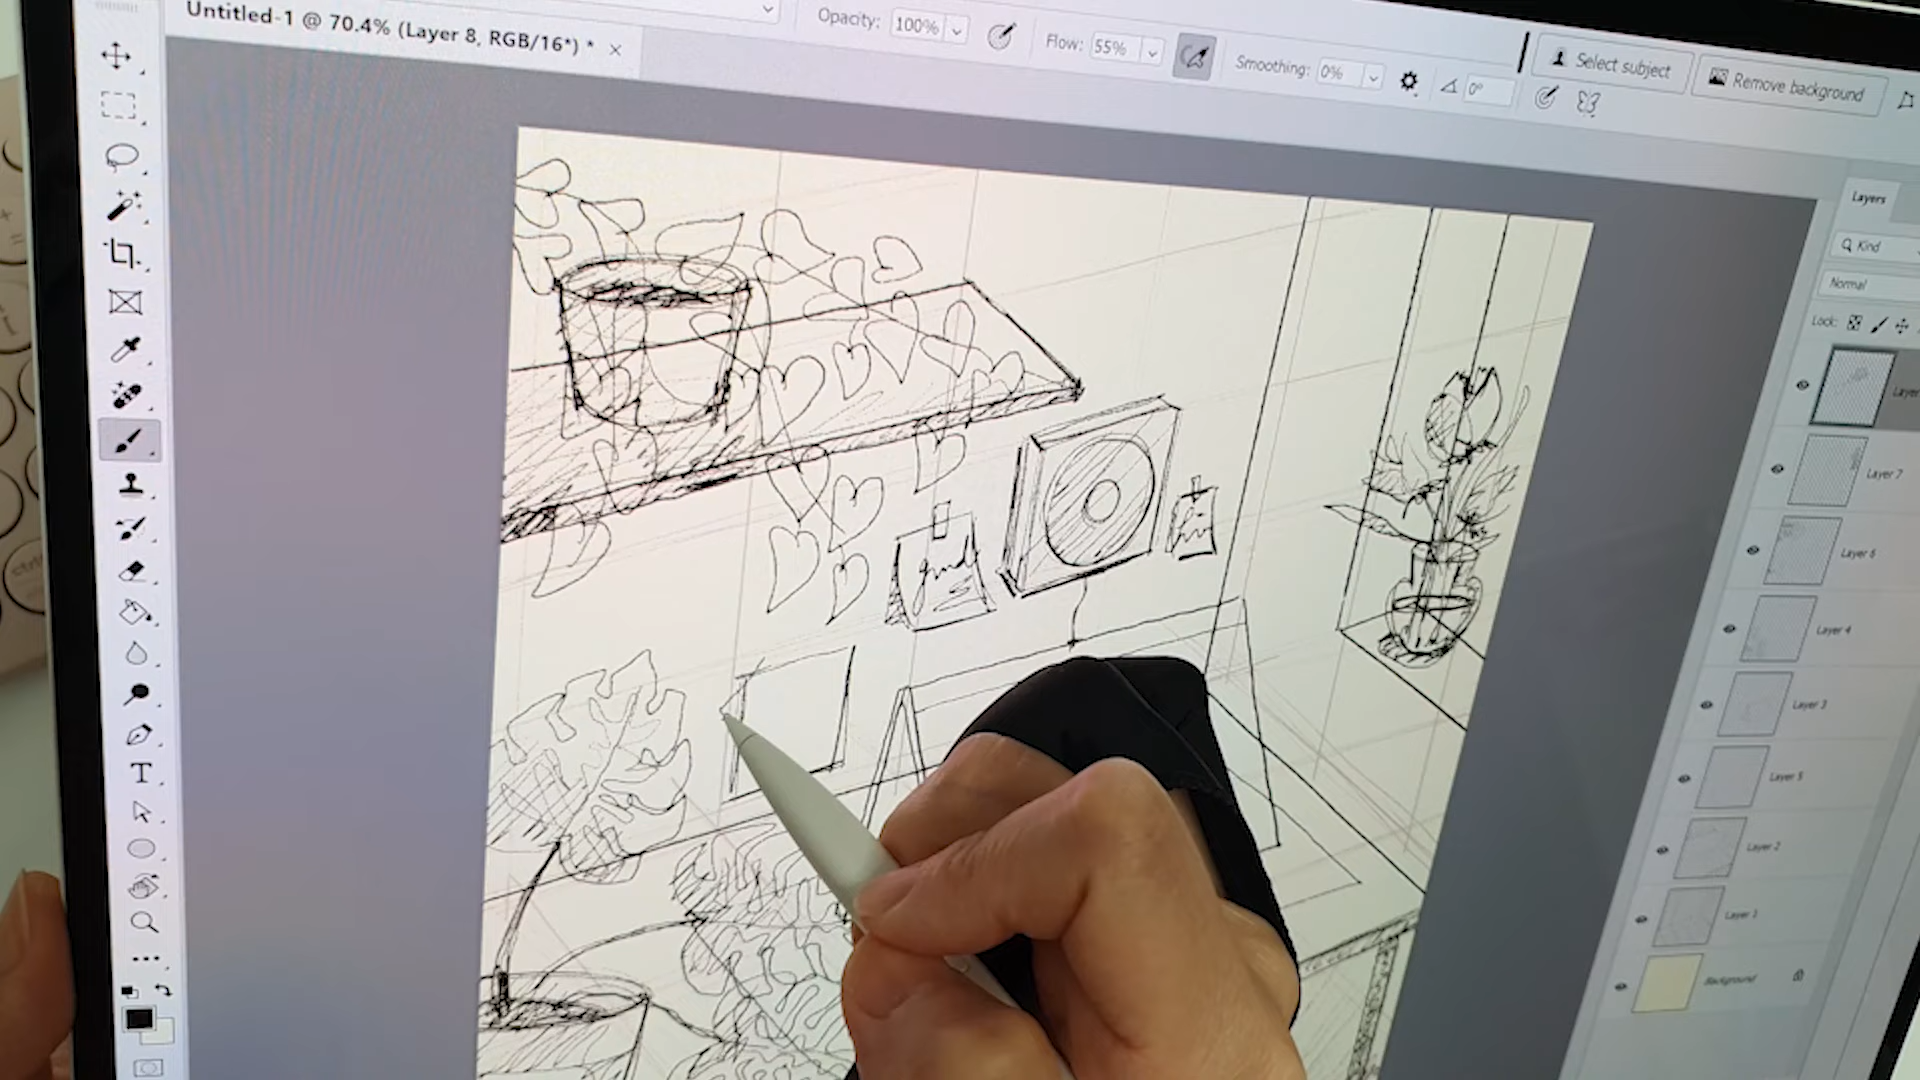 Untitled-1 @ 70.4% (Layer 8, RGB/16*) *
Opacity: 100%
Flow: 55%
Smoothing: 0%
0°
Select subject
Remove background
Layers
Kind
Normal
Lock:
Layer
Layer 7
Layer 6
Layer 4
Layer 3
Layer 5
Layer 2
Layer 1
Background
T
ctrl